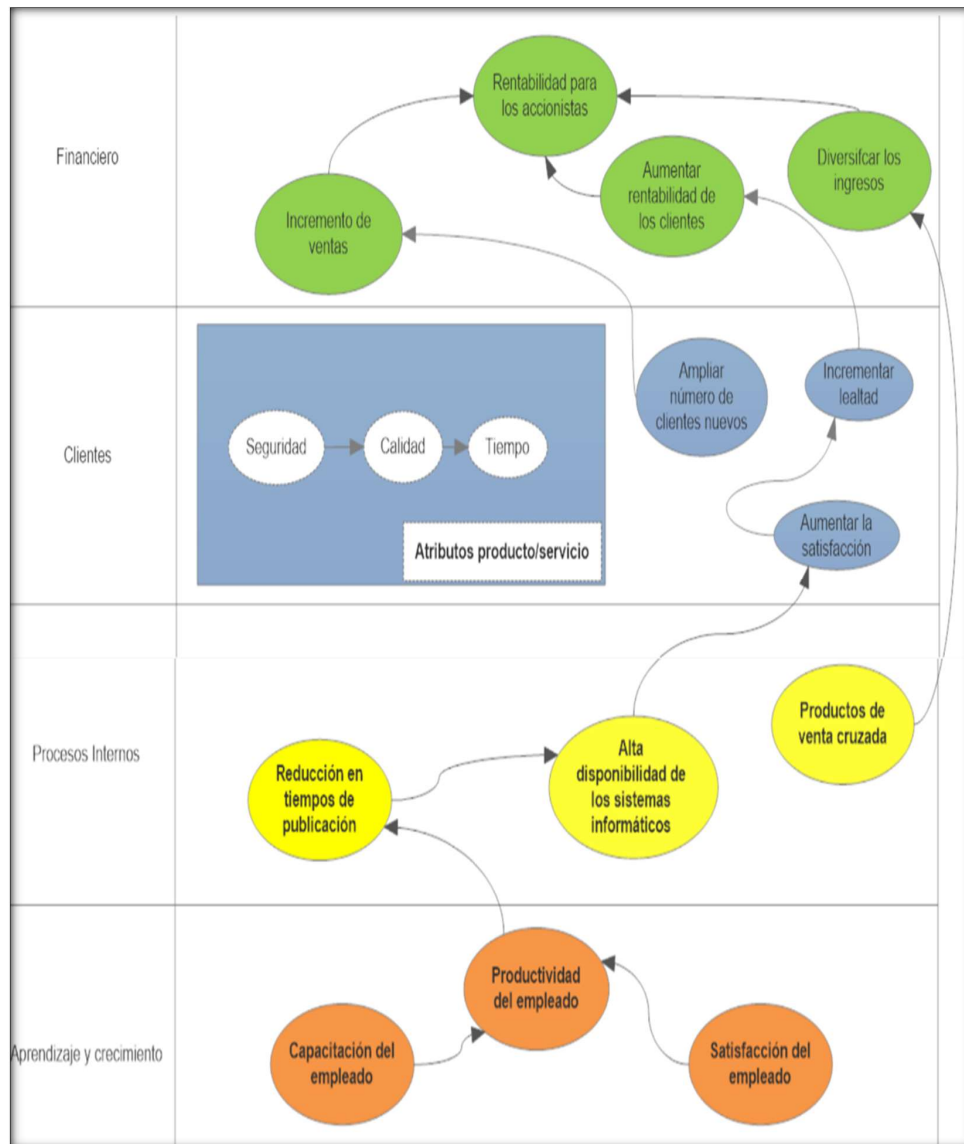 Financiero
Rentabilidad para
los accionistas
Incremento de
ventas
Aumentar
rentabilidad de
los clientes
Diversifcar los
ingresos
Clientes
Seguridad
Calidad
Tiempo
Atributos producto/servicio
Ampliar
número de
clientes nuevos
Incrementar
lealtad
Aumentar la
satisfacción
Procesos Internos
Reducción en
tiempos de
publicación
Alta
disponibilidad de
los sistemas
informáticos
Productos de
venta cruzada
Aprendizaje y crecimiento
Capacitación del
empleado
Productividad
del empleado
Satisfacción del
empleado